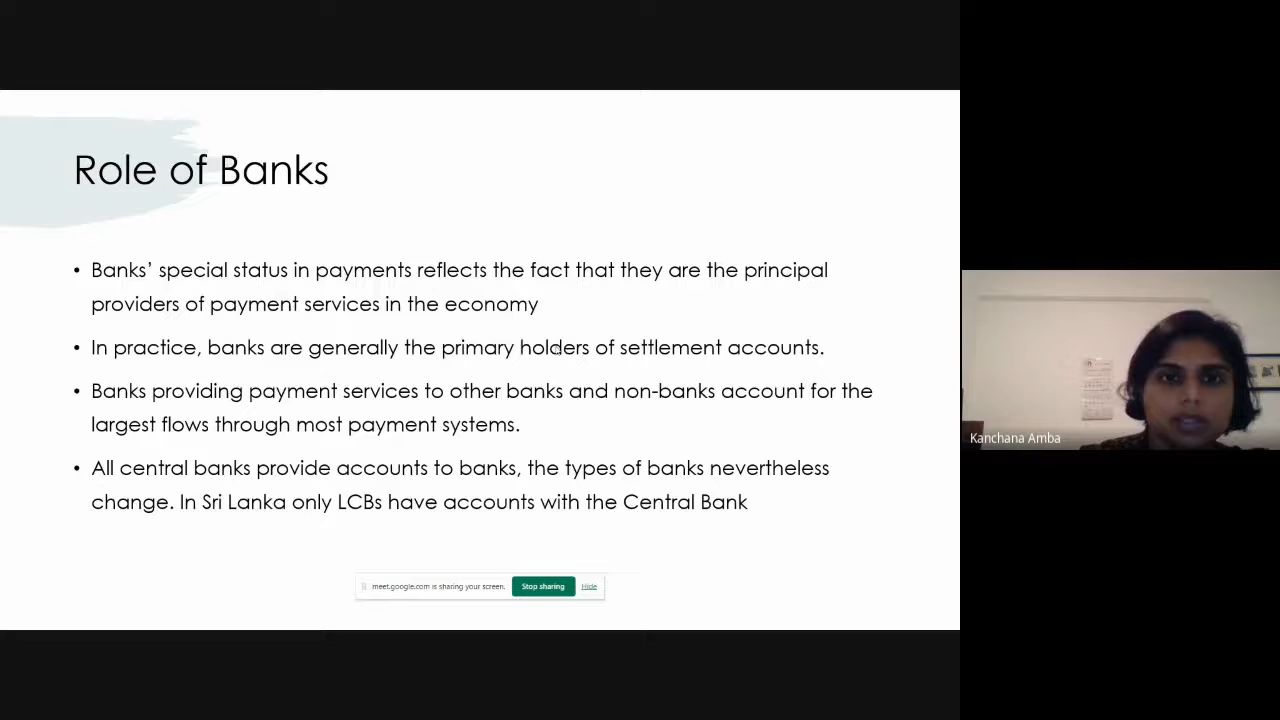 Role of Banks
• Banks’ special status in payments reflects the fact that they are the principal
providers of payment services in the economy
• In practice, banks are generally the primary holders of settlement accounts.
• Banks providing payment services to other banks and non-banks account for the
largest flows through most payment systems.
• All central banks provide accounts to banks, the types of banks nevertheless
change. In Sri Lanka only LCBs have accounts with the Central Bank
meet.google.com is sharing your screen. Stop sharing Hide
Kanchana Amba